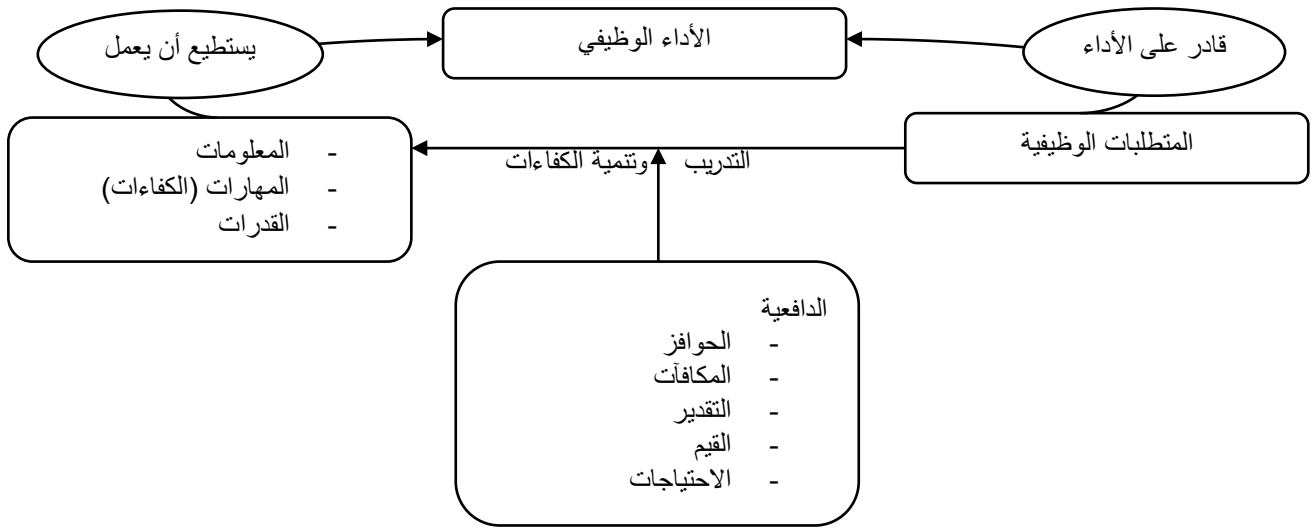 قادر على الأداء
الأداء الوظيفي
يستطيع أن يعمل
المتطلبات الوظيفية
التدريب وتنمية الكفاءات
- المعلومات
- المهارات (الكفاءات)
- القدرات
الدافعية
- الحوافز
- المكافآت
- التقدير
- القيم
- الاحتياجات